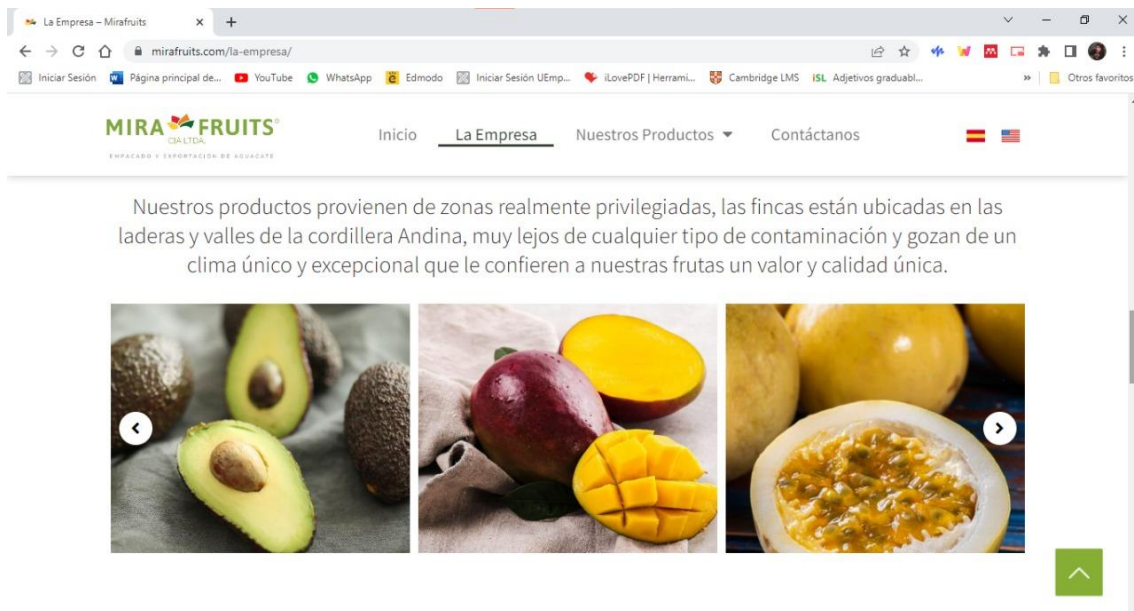 La Empresa – Mirafruits
mirafruits.com/la-empresa/
Iniciar Sesión Página principal de... YouTube WhatsApp Edmodo Iniciar Sesión UEmp... iLovePDF | Herrami... Cambridge LMS iSL Adjetivos graduabl... » Otros favoritos
MIRA FRUITS®
CIA LTDA.
EMPACADO Y EXPORTACIÓN DE AGUACATE
Inicio La Empresa Nuestros Productos Contáctanos
Nuestros productos provienen de zonas realmente privilegiadas, las fincas están ubicadas en las
laderas y valles de la cordillera Andina, muy lejos de cualquier tipo de contaminación y gozan de un
clima único y excepcional que le confieren a nuestras frutas un valor y calidad única.